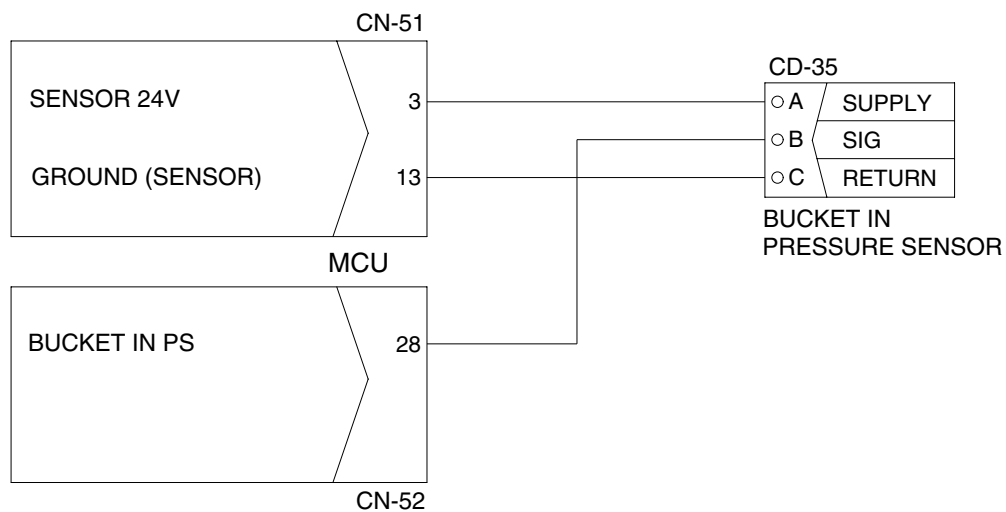 CN-51
SENSOR 24V 3
GROUND (SENSOR) 13
CD-35
A SUPPLY
B SIG
C RETURN
BUCKET IN
PRESSURE SENSOR
MCU
BUCKET IN PS 28
CN-52